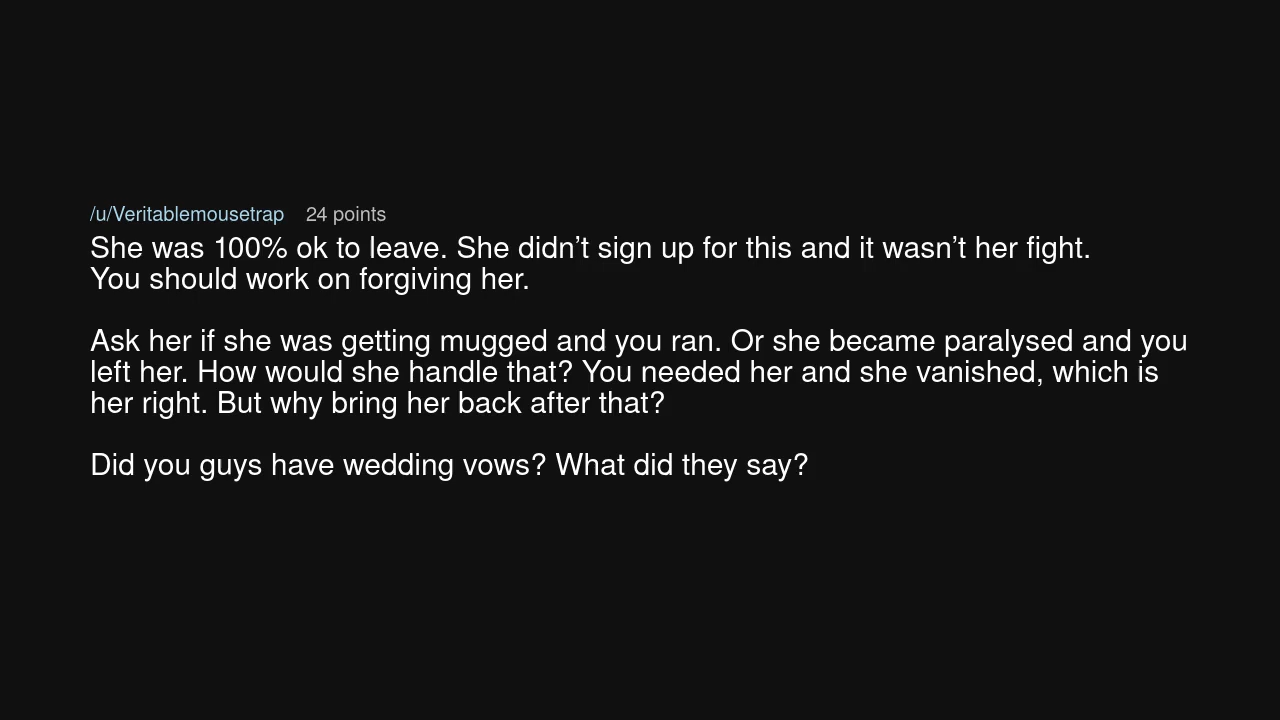 /u/Veritablemousetrap 24 points
She was 100% ok to leave. She didn’t sign up for this and it wasn’t her fight.
You should work on forgiving her.
Ask her if she was getting mugged and you ran. Or she became paralysed and you
left her. How would she handle that? You needed her and she vanished, which is
her right. But why bring her back after that?
Did you guys have wedding vows? What did they say?